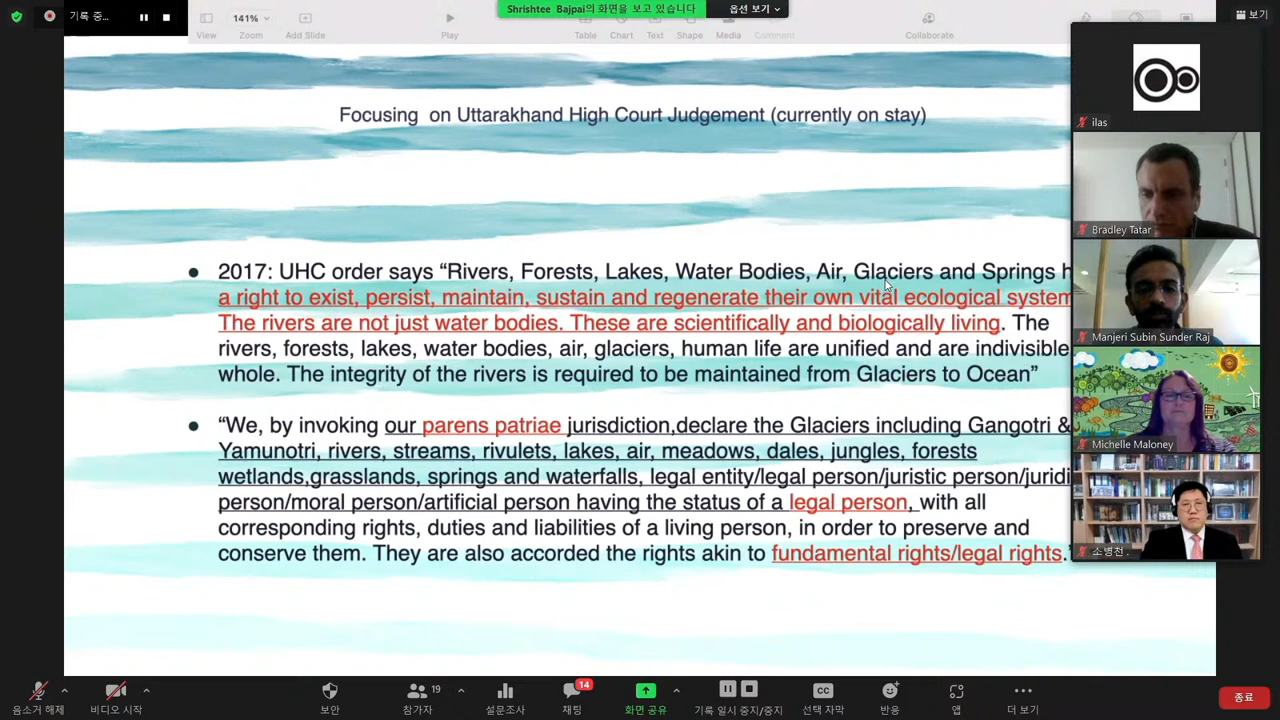 기록 중...
141%
View
Zoom
Add Slide
Play
Shrishtee Bajpai의 화면을 보고 있습니다
옵션 보기
Table
Chart
Text
Shape
Media
Comment
Collaborate
보기
Focusing on Uttarakhand High Court Judgement (currently on stay)
• 2017: UHC order says “Rivers, Forests, Lakes, Water Bodies, Air, Glaciers and Springs h
a right to exist, persist, maintain, sustain and regenerate their own vital ecological system
The rivers are not just water bodies. These are scientifically and biologically living. The
rivers, forests, lakes, water bodies, air, glaciers, human life are unified and are indivisible
whole. The integrity of the rivers is required to be maintained from Glaciers to Ocean”
• “We, by invoking our parens patriae jurisdiction,declare the Glaciers including Gangotri &
Yamunotri, rivers, streams, rivulets, lakes, air, meadows, dales, jungles, forests
wetlands,grasslands, springs and waterfalls, legal entity/legal person/juristic person/juridi
person/moral person/artificial person having the status of a legal person, with all
corresponding rights, duties and liabilities of a living person, in order to preserve and
conserve them. They are also accorded the rights akin to fundamental rights/legal rights.”
ilas
Bradley Tatar
Manjeri Subin Sunder Raj
Michelle Maloney
소병천 .
음소거 해제
비디오 시작
보안
19
참가자
설문조사
14
채팅
화면 공유
기록 일시 중지/중지
CC
선택 자막
반응
앱
더 보기
종료